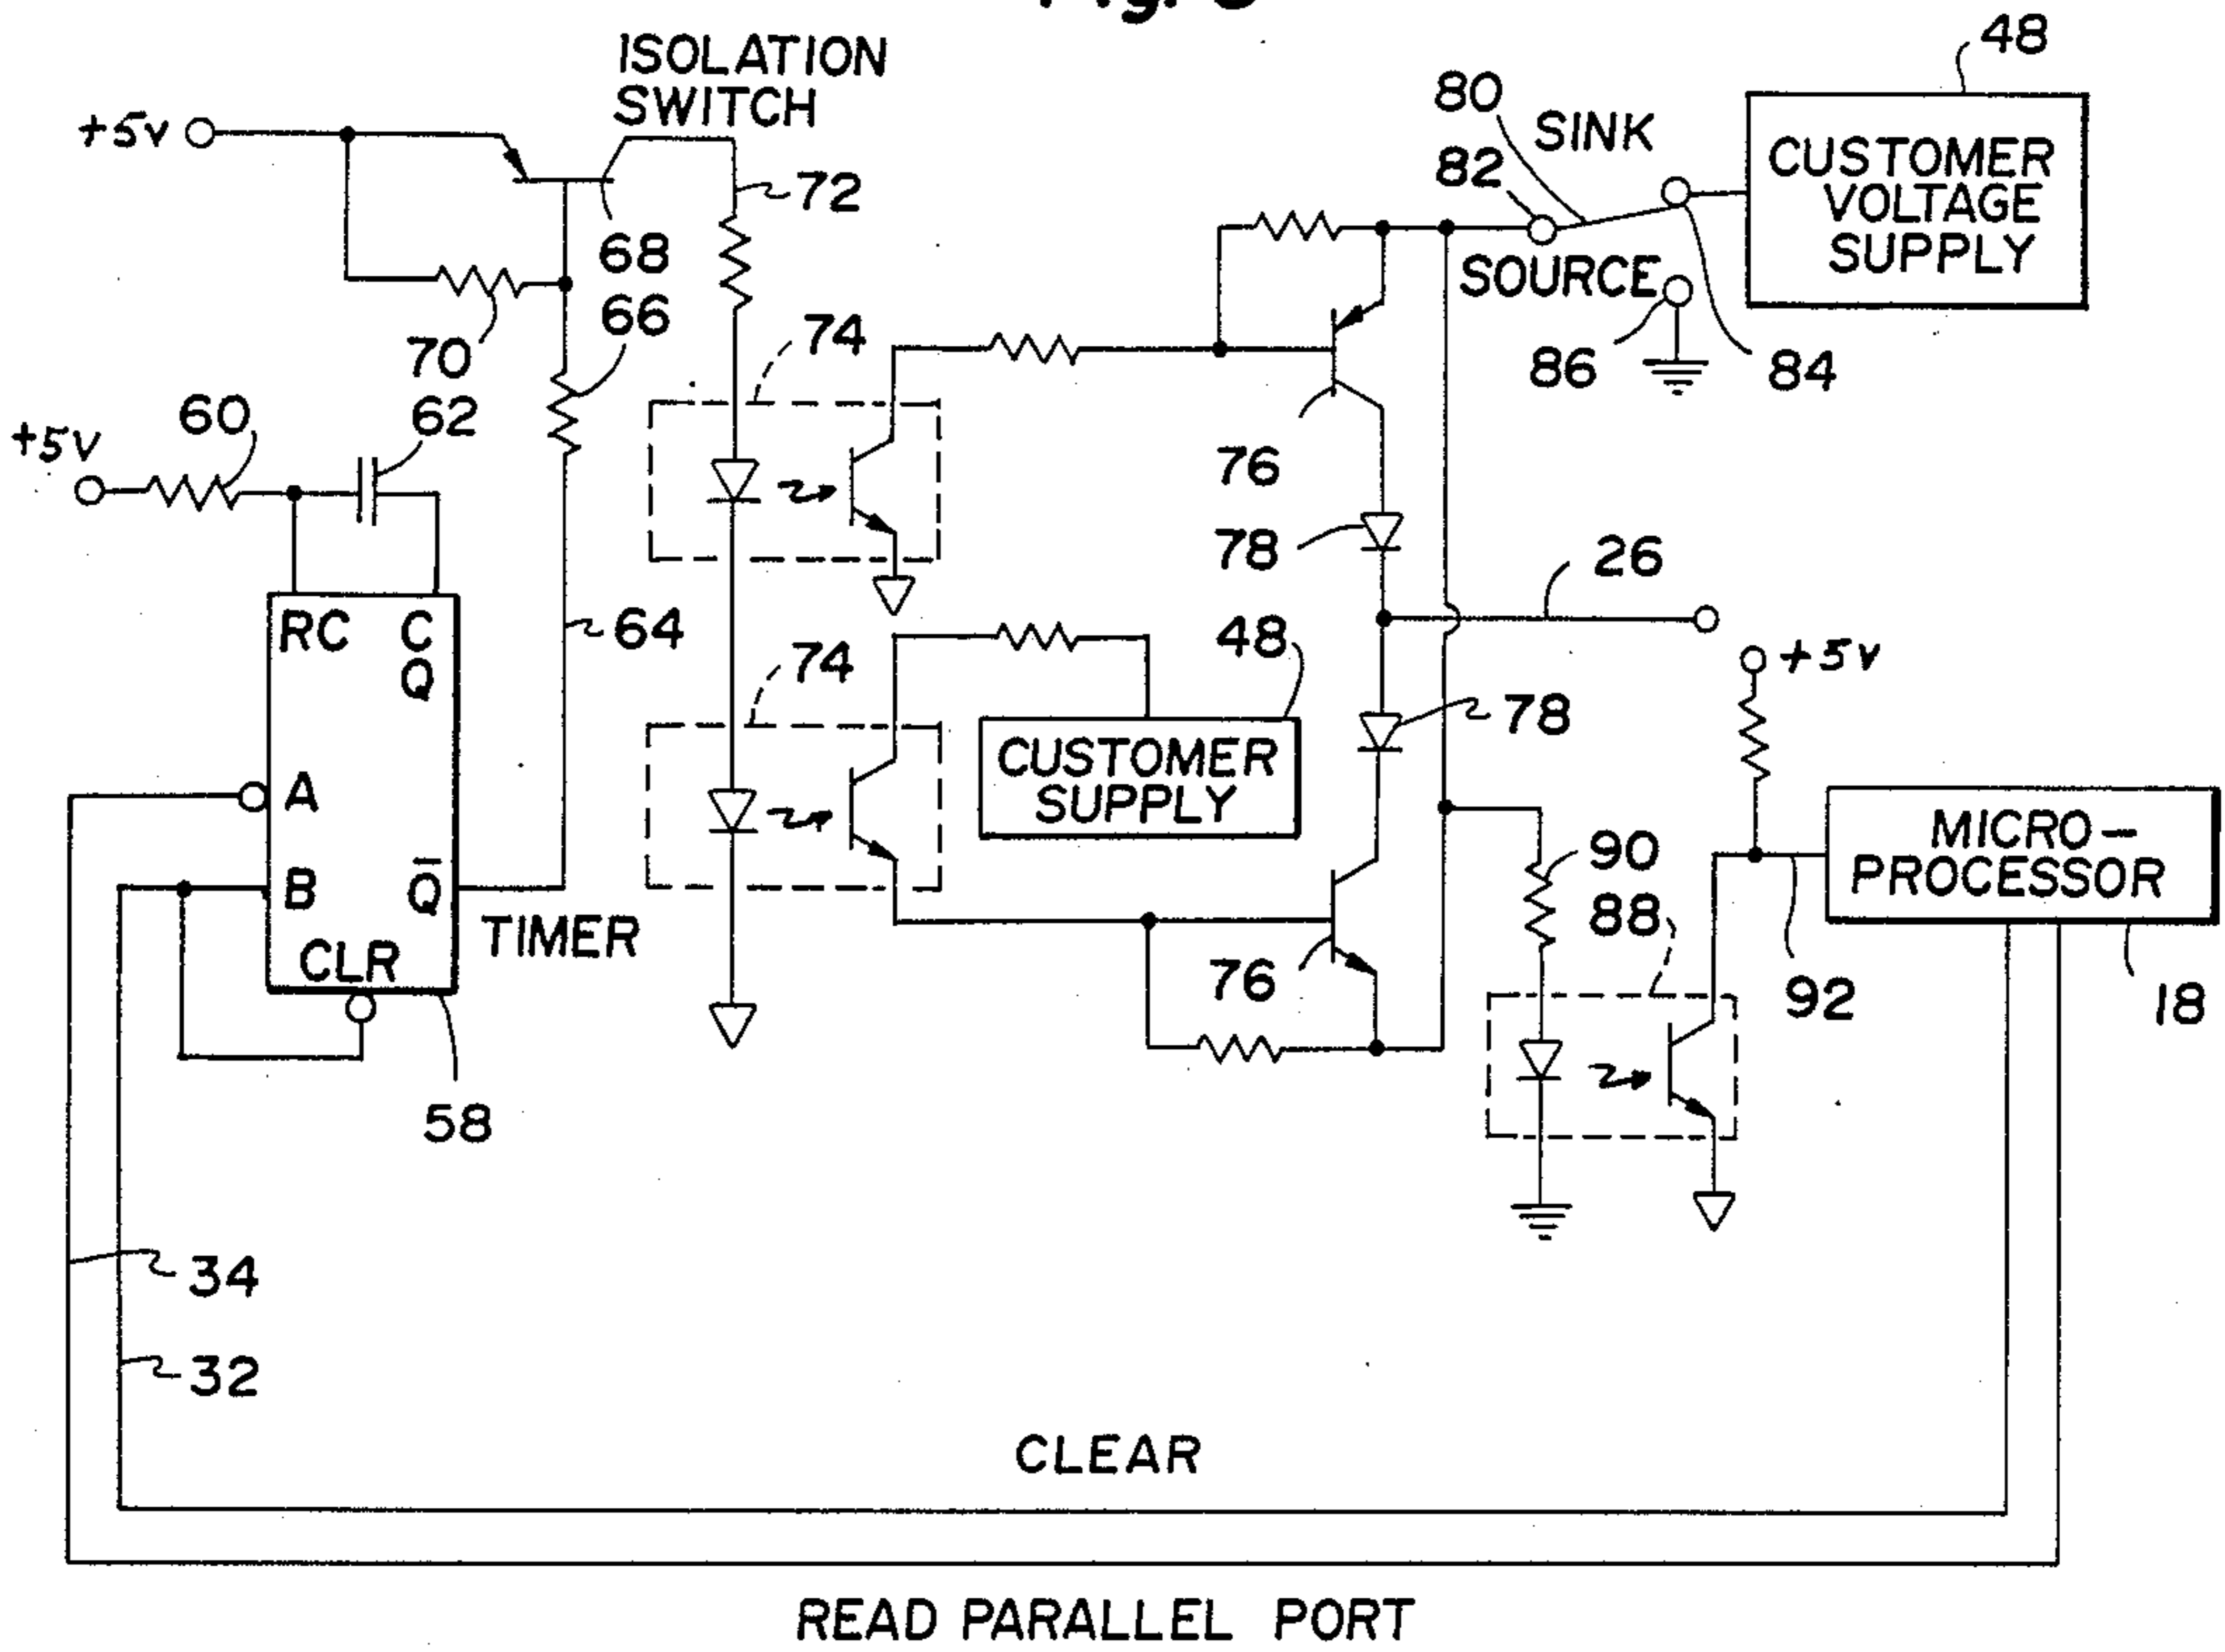 48
ISOLATION
SWITCH
80
SINK
+5v
CUSTOMER
VOLTAGE
SUPPLY
82
72
68
SOURCE
66
74
70
86
84
60
62
+5v
76
78
26
64
48
+5v
RC
C
Q
74
78
CUSTOMER
SUPPLY
A
MICRO-
PROCESSOR
90
B
Q̅
88
TIMER
CLR
76
92
18
58
34
32
CLEAR
READ PARALLEL PORT